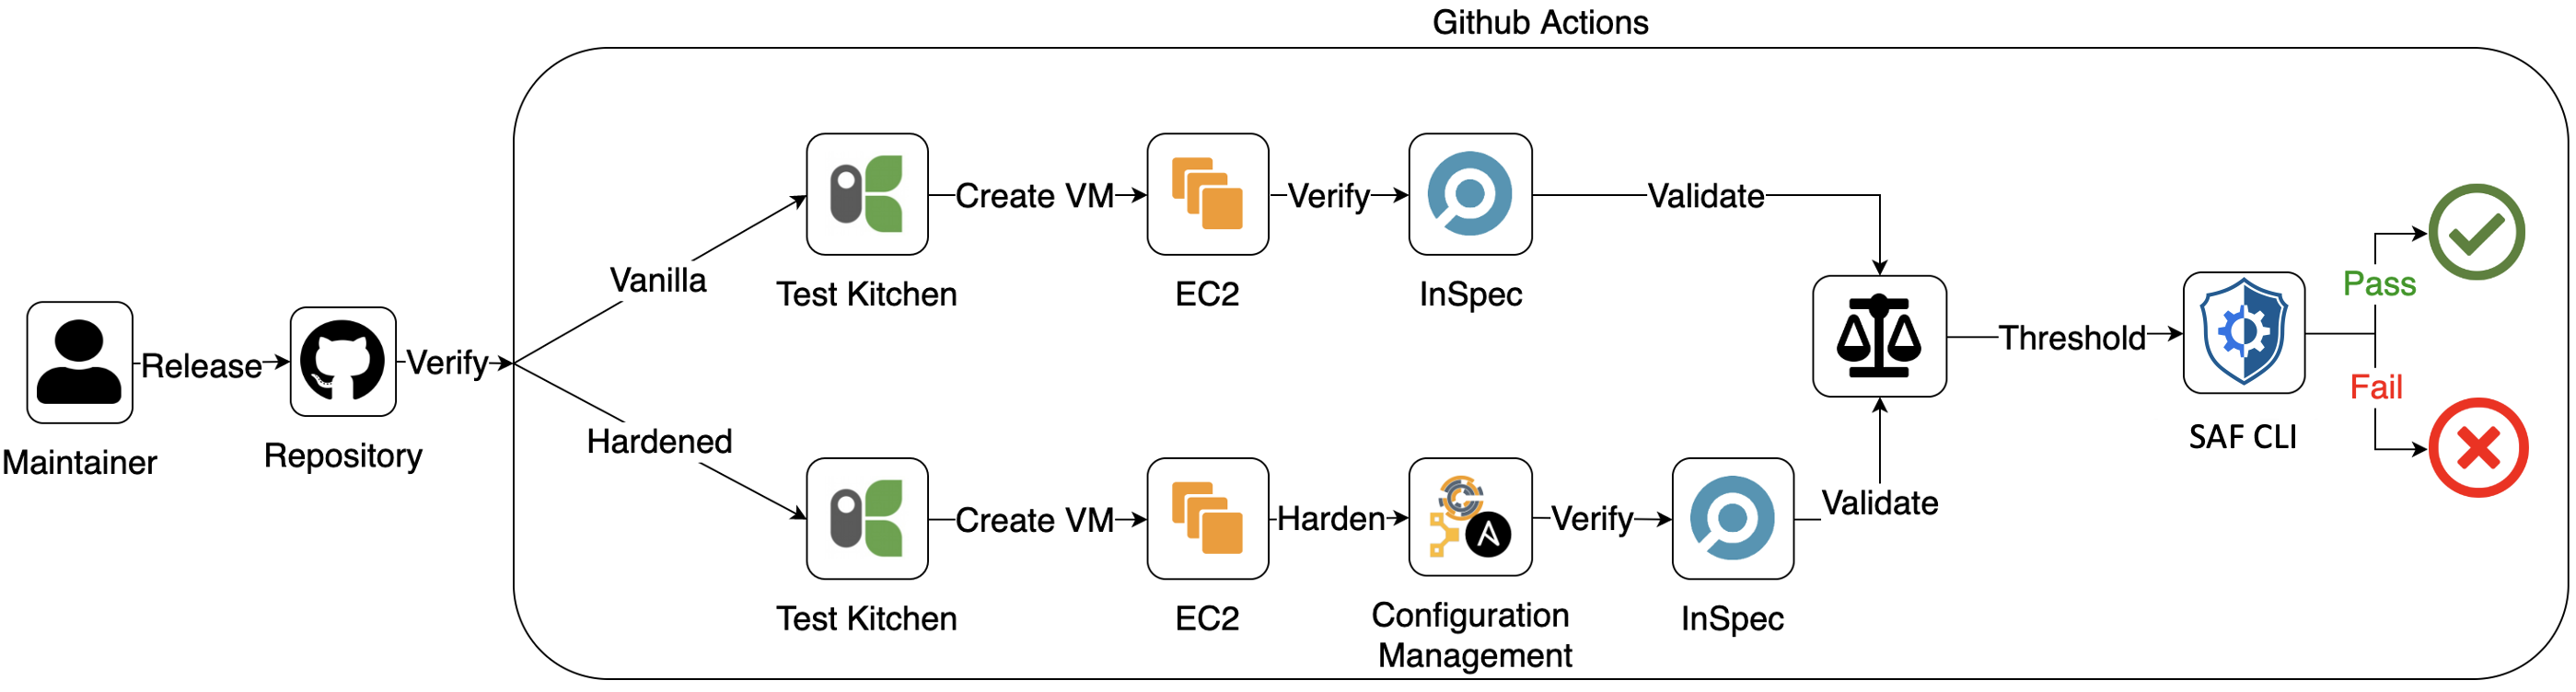 Github Actions
Vanilla
Create VM
Verify
Validate
Test Kitchen
EC2
InSpec
Release
Verify
Maintainer
Repository
Threshold
Pass
Fail
SAF CLI
Hardened
Create VM
Harden
Verify
Validate
Test Kitchen
EC2
Configuration
Management
InSpec